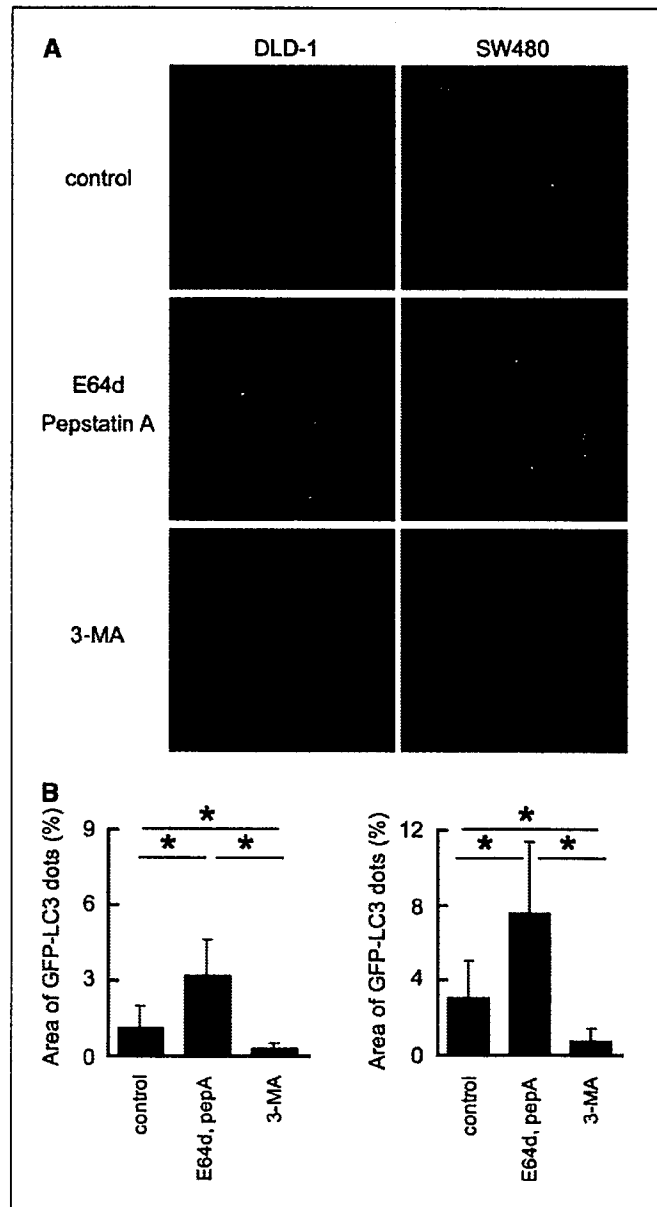 A
DLD-1
SW480
control
E64d
Pepstatin A
3-MA
B
Area of GFP-LC3 dots (%)
9
6
3
0
* * *
control
E64d, pepA
3-MA
Area of GFP-LC3 dots (%)
12
8
4
0
* * *
control
E64d, pepA
3-MA